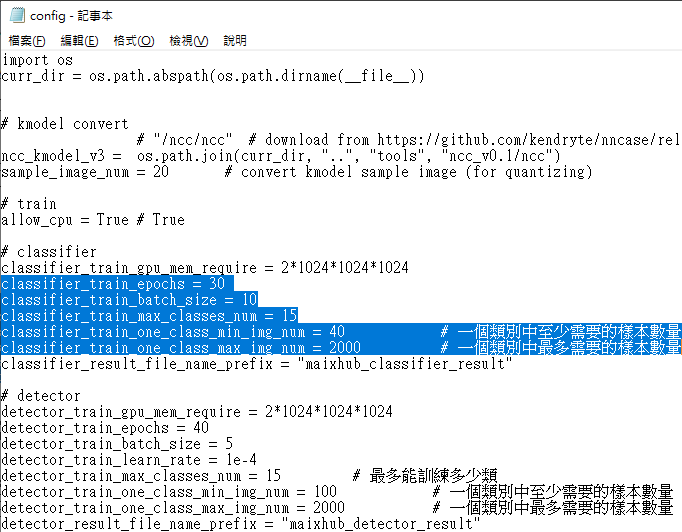 config - 記事本
檔案(F) 編輯(E) 格式(O) 檢視(V) 說明
import os
curr_dir = os.path.abspath(os.path.dirname(__file__))
# kmodel convert
# "/ncc/ncc" # download from https://github.com/kendryte/nncase/rel
ncc_kmodel_v3 = os.path.join(curr_dir, "..", "tools", "ncc_v0.1/ncc")
sample_image_num = 20 # convert kmodel sample image (for quantizing)
# train
allow_cpu = True # True
# classifier
classifier_train_gpu_mem_require = 2*1024*1024*1024
classifier_train_epochs = 30
classifier_train_batch_size = 10
classifier_train_max_classes_num = 15
classifier_train_one_class_min_img_num = 40 # 一個類別中至少需要的樣本數量
classifier_train_one_class_max_img_num = 2000 # 一個類別中最多需要的樣本數量
classifier_result_file_name_prefix = "maixhub_classifier_result"
# detector
detector_train_gpu_mem_require = 2*1024*1024*1024
detector_train_epochs = 40
detector_train_batch_size = 5
detector_train_learn_rate = 1e-4
detector_train_max_classes_num = 15 # 最多能訓練多少類
detector_train_one_class_min_img_num = 100 # 一個類別中至少需要的樣本數量
detector_train_one_class_max_img_num = 2000 # 一個類別中最多需要的樣本數量
detector_result_file_name_prefix = "maixhub_detector_result"